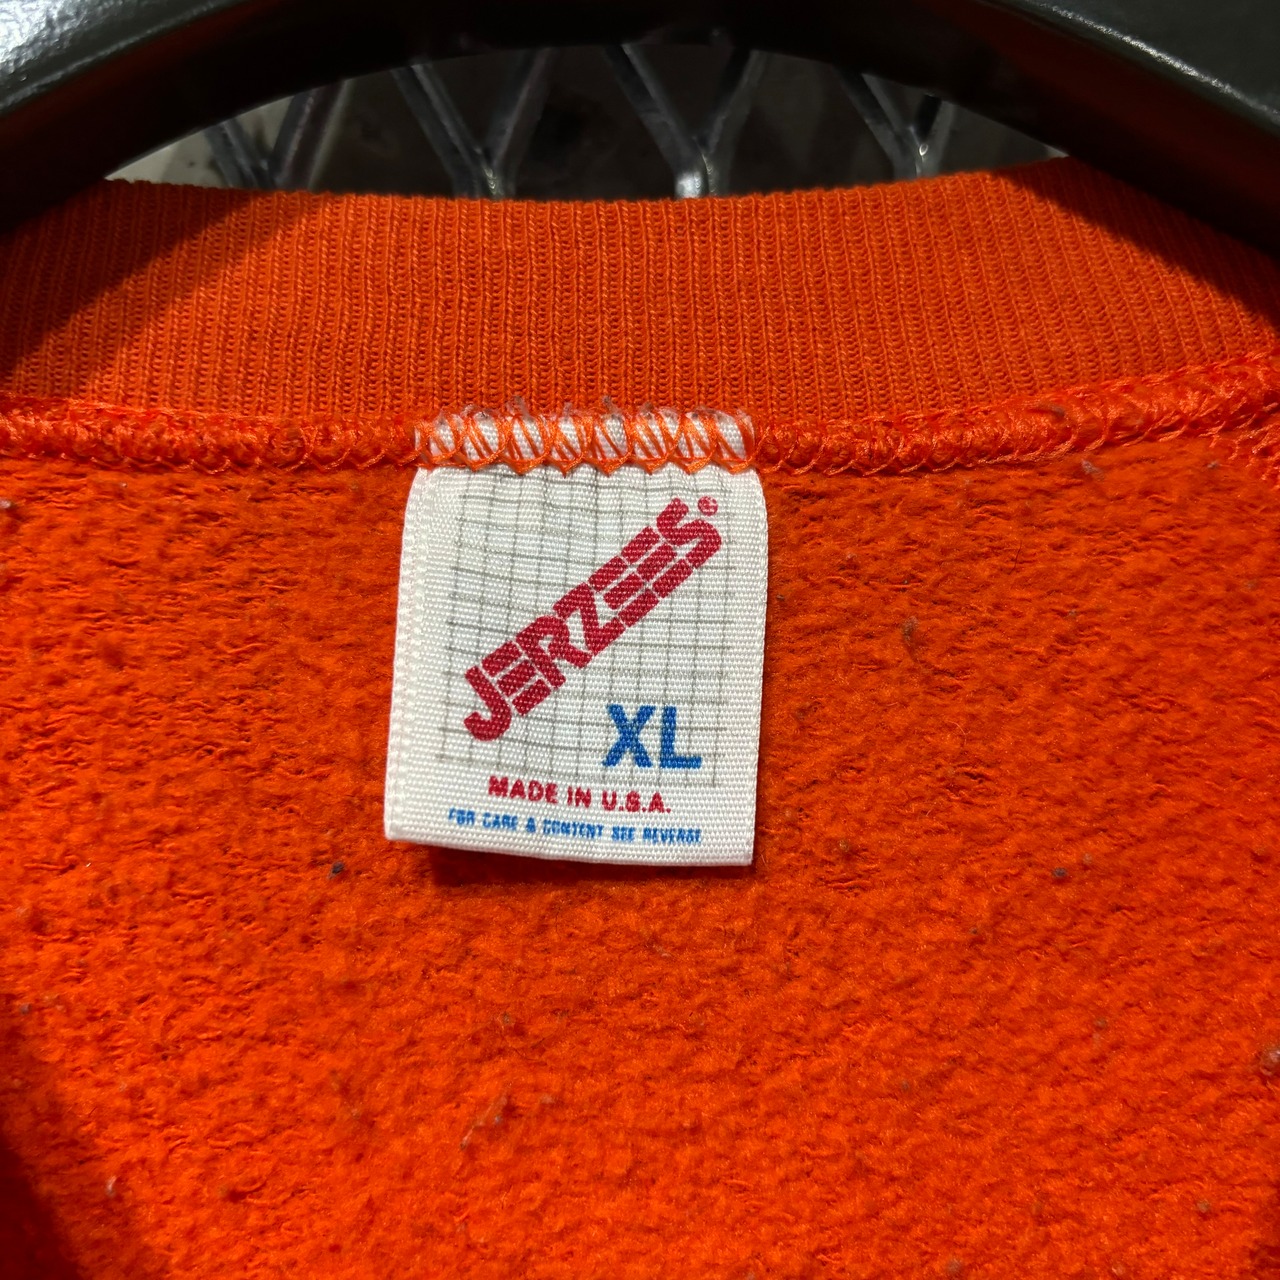 JERZEES®
XL
MADE IN U.S.A.
FOR CARE & CONTENT SEE REVERSE